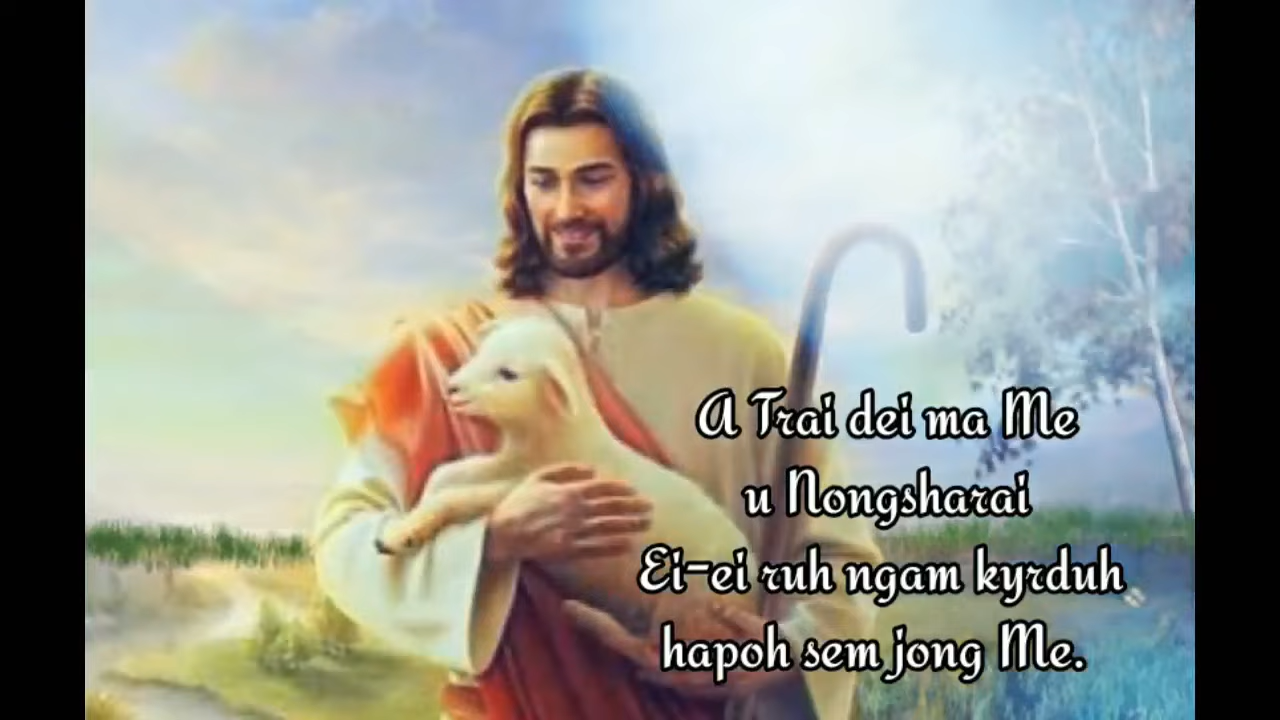 A Trai dei ma Me
u Nongsharai
Ei-ei ruh ngam kyrduh
hapoh sem jong Me.